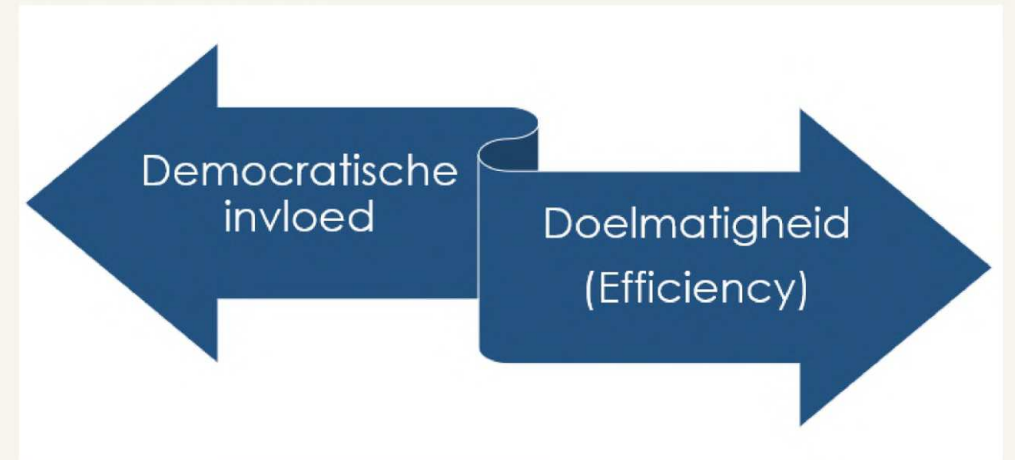 Democratische
invloed
Doelmatigheid
(Efficiency)